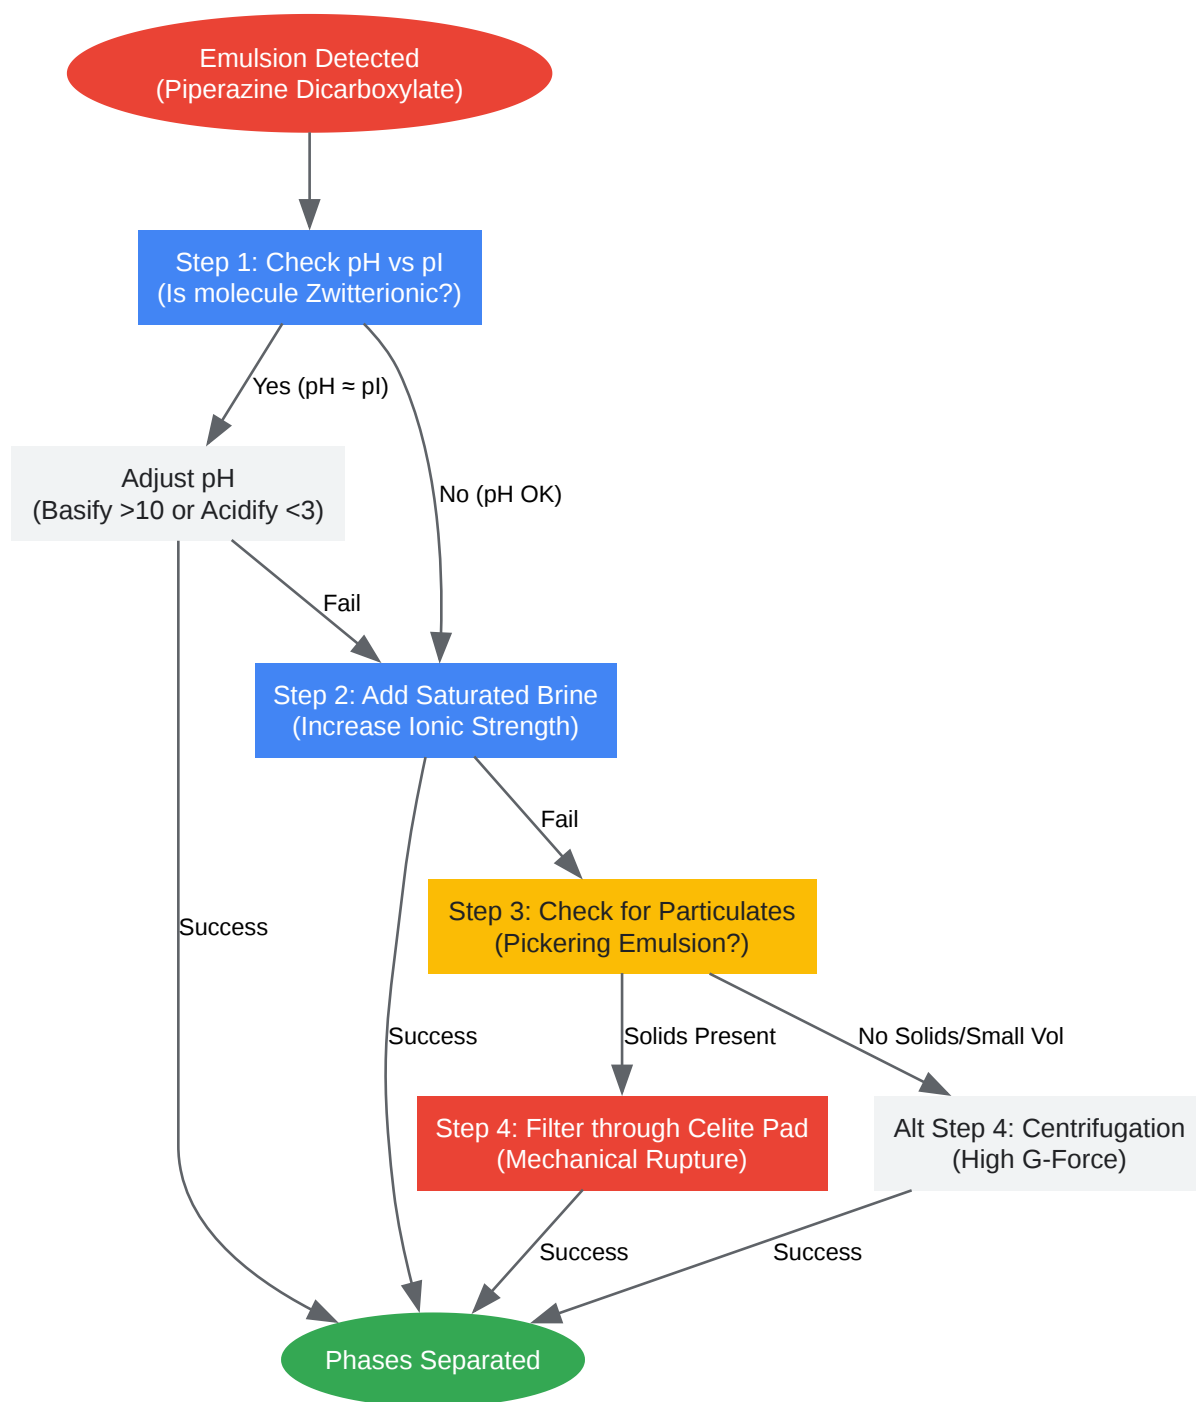 Emulsion Detected
(Piperazine Dicarboxylate)
Step 1: Check pH vs pI
(Is molecule Zwitterionic?)
Yes (pH ≈ pI)
Adjust pH
(Basify >10 or Acidify <3)
No (pH OK)
Fail
Step 2: Add Saturated Brine
(Increase Ionic Strength)
Fail
Step 3: Check for Particulates
(Pickering Emulsion?)
Success
Success
Solids Present
No Solids/Small Vol
Step 4: Filter through Celite Pad
(Mechanical Rupture)
Alt Step 4: Centrifugation
(High G-Force)
Success
Success
Phases Separated